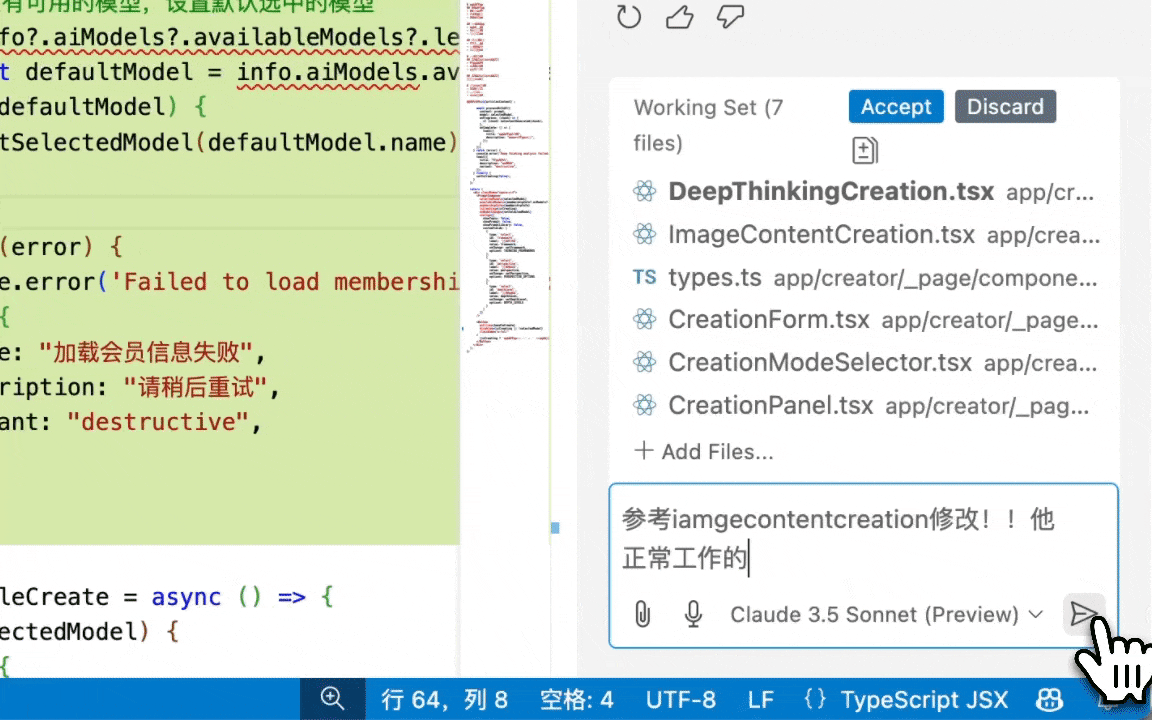 有可用的模型，设置默认选中的模型
fo?.aiModels?.availableModels?.le
t defaultModel = info.aiModels.av
defaultModel) {
tSelectedModel(defaultModel.name)
(error) {
e.error('Failed to load membershi
{
e: "加载会员信息失败",
ription: "请稍后重试",
ant: "destructive",
leCreate = async () => {
ectedModel) {
{
Working Set (7
files)
Accept
Discard
DeepThinkingCreation.tsx app/cr...
ImageContentCreation.tsx app/crea...
TS types.ts app/creator/_page/compone...
CreationForm.tsx app/creator/_page...
CreationModeSelector.tsx app/crea...
CreationPanel.tsx app/creator/_pag...
+ Add Files...
参考iamgecontentcreation修改！！他
正常工作的
Claude 3.5 Sonnet (Preview)
行 64，列 8 空格: 4 UTF-8 LF {} TypeScript JSX